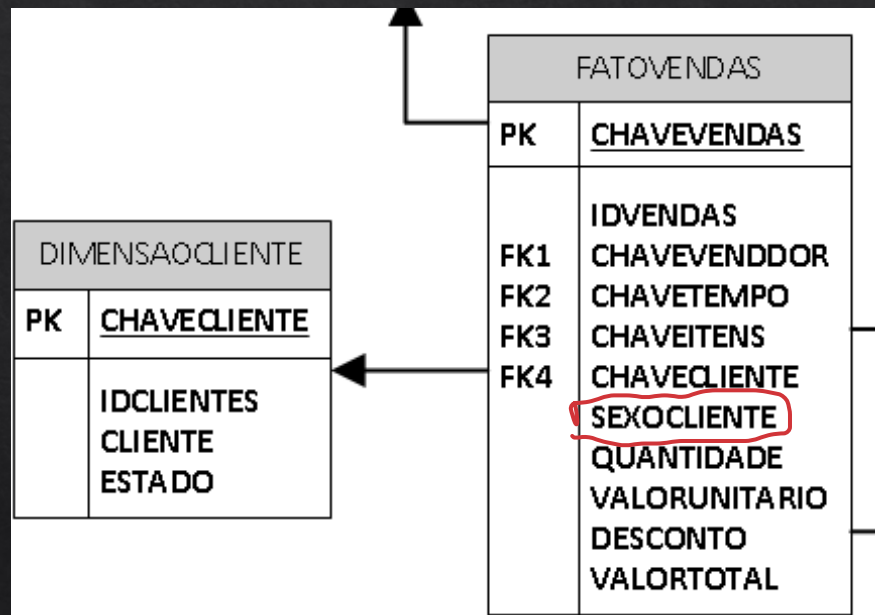 DIMENSAOCLIENTE
PK CHAVECLIENTE
IDCLIENTES
CLIENTE
ESTADO
FATOVENDAS
PK CHAVEVENDAS
IDVENDAS
FK1 CHAVEVENDDOR
FK2 CHAVETEMPO
FK3 CHAVEITENS
FK4 CHAVECLIENTE
SEXOCLIENTE
QUANTIDADE
VALORUNITARIO
DESCONTO
VALORTOTAL